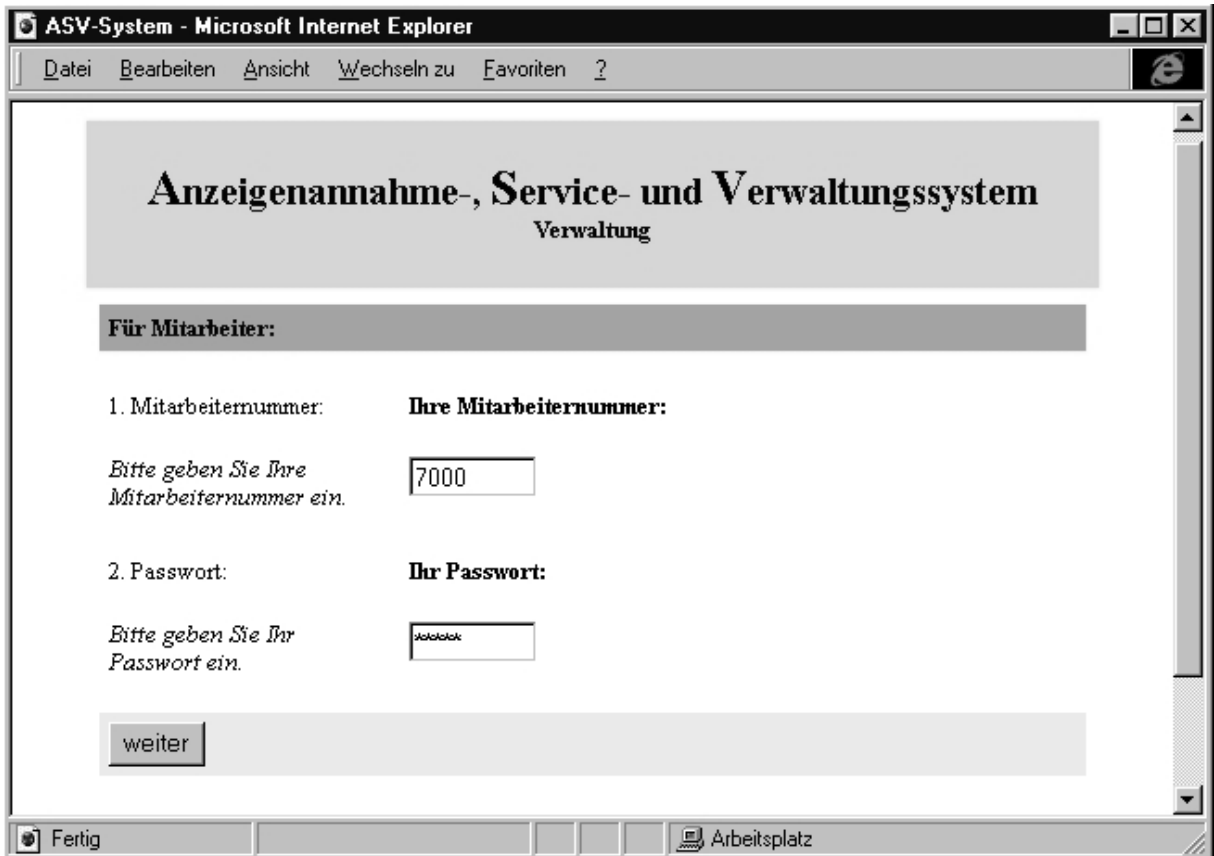 ASV-System - Microsoft Internet Explorer
Datei Bearbeiten Ansicht Wechseln zu Favoriten ?
Anzeigenannahme-, Service- und Verwaltungssystem
Verwaltung
Für Mitarbeiter:
1. Mitarbeiternummer: Ihre Mitarbeiternummer:
Bitte geben Sie Ihre
Mitarbeiternummer ein.
7000
2. Passwort: Ihr Passwort:
Bitte geben Sie Ihr
Passwort ein.
*****
weiter
Fertig Arbeitsplatz